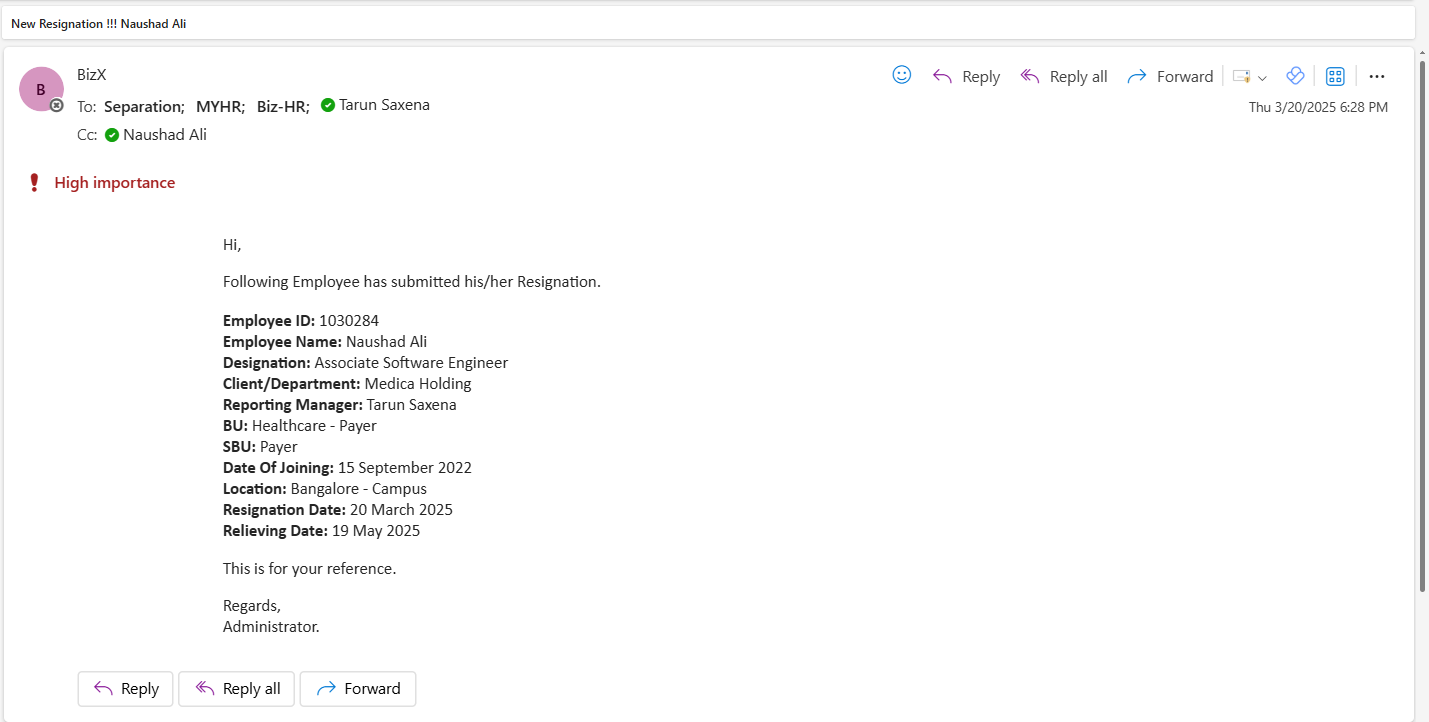 New Resignation !!! Naushad Ali
B
BizX
Reply
Reply all
Forward
To: Separation; MYHR; Biz-HR; Tarun Saxena
Thu 3/20/2025 6:28 PM
Cc: Naushad Ali
High importance
Hi,
Following Employee has submitted his/her Resignation.
Employee ID: 1030284
Employee Name: Naushad Ali
Designation: Associate Software Engineer
Client/Department: Medica Holding
Reporting Manager: Tarun Saxena
BU: Healthcare - Payer
SBU: Payer
Date Of Joining: 15 September 2022
Location: Bangalore - Campus
Resignation Date: 20 March 2025
Relieving Date: 19 May 2025
This is for your reference.
Regards,
Administrator.
Reply
Reply all
Forward